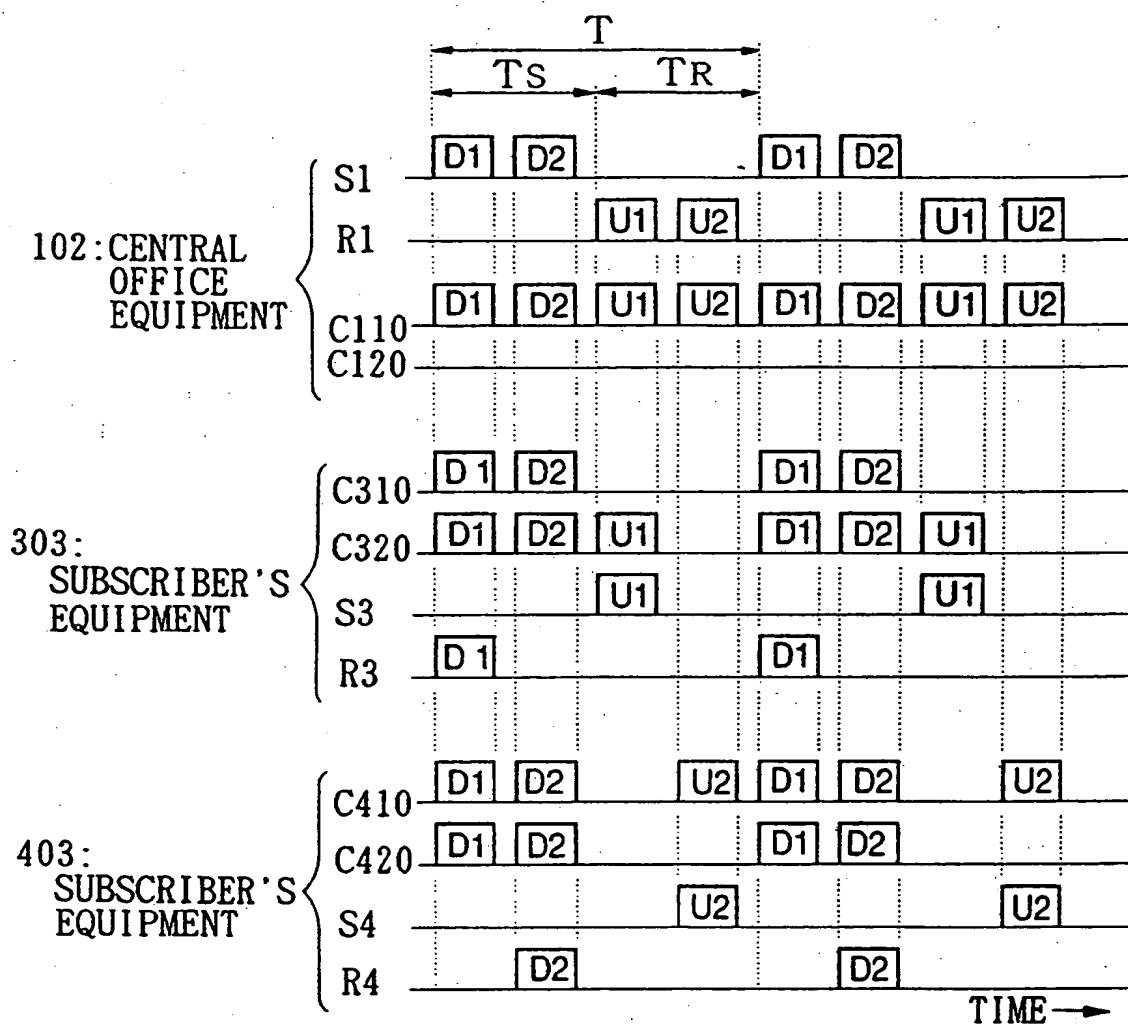 T
TS TR
S1 D1 D2 D1 D2
R1 U1 U2 U1 U2
102:CENTRAL
OFFICE
EQUIPMENT
C110 D1 D2 U1 U2 D1 D2 U1 U2
C120
C310 D 1 D2 D1 D2
C320 D1 D2 U1 D1 D2 U1
303:
SUBSCRIBER'S
EQUIPMENT
S3 U1 U1
R3 D 1 D1
C410 D1 D2 U2 D1 D2 U2
C420 D1 D2 D1 D2
403:
SUBSCRIBER'S
EQUIPMENT
S4 U2 U2
R4 D2 D2
TIME